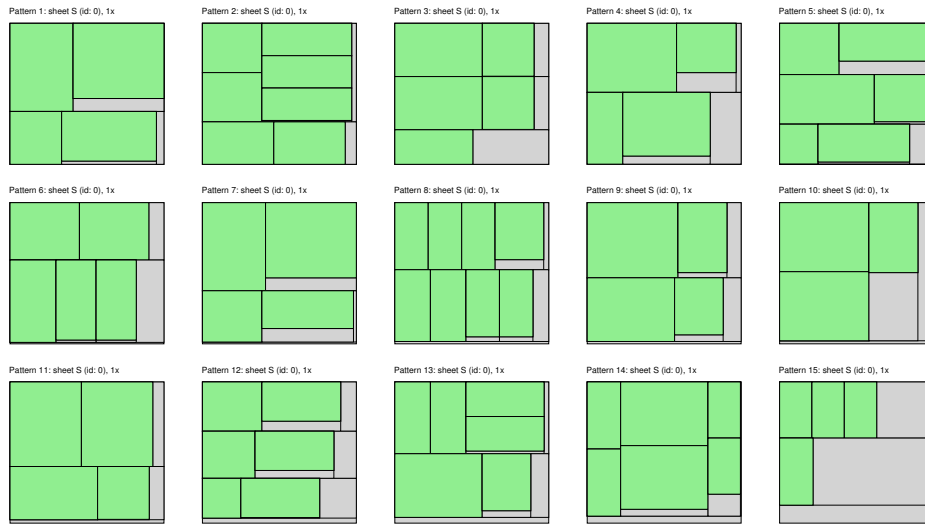 Pattern 1: sheet S (id: 0), 1x
Pattern 2: sheet S (id: 0), 1x
Pattern 3: sheet S (id: 0), 1x
Pattern 4: sheet S (id: 0), 1x
Pattern 5: sheet S (id: 0), 1x
Pattern 6: sheet S (id: 0), 1x
Pattern 7: sheet S (id: 0), 1x
Pattern 8: sheet S (id: 0), 1x
Pattern 9: sheet S (id: 0), 1x
Pattern 10: sheet S (id: 0), 1x
Pattern 11: sheet S (id: 0), 1x
Pattern 12: sheet S (id: 0), 1x
Pattern 13: sheet S (id: 0), 1x
Pattern 14: sheet S (id: 0), 1x
Pattern 15: sheet S (id: 0), 1x